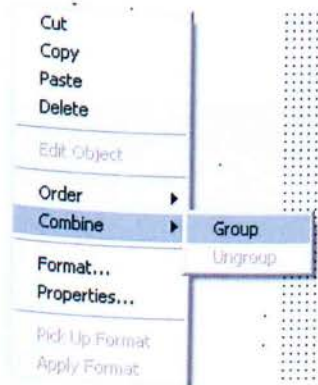 Cut
Copy
Paste
Delete
Edit Object
Order
Combine
Group
Ungroup
Format...
Properties...
Pick Up Format
Apply Format